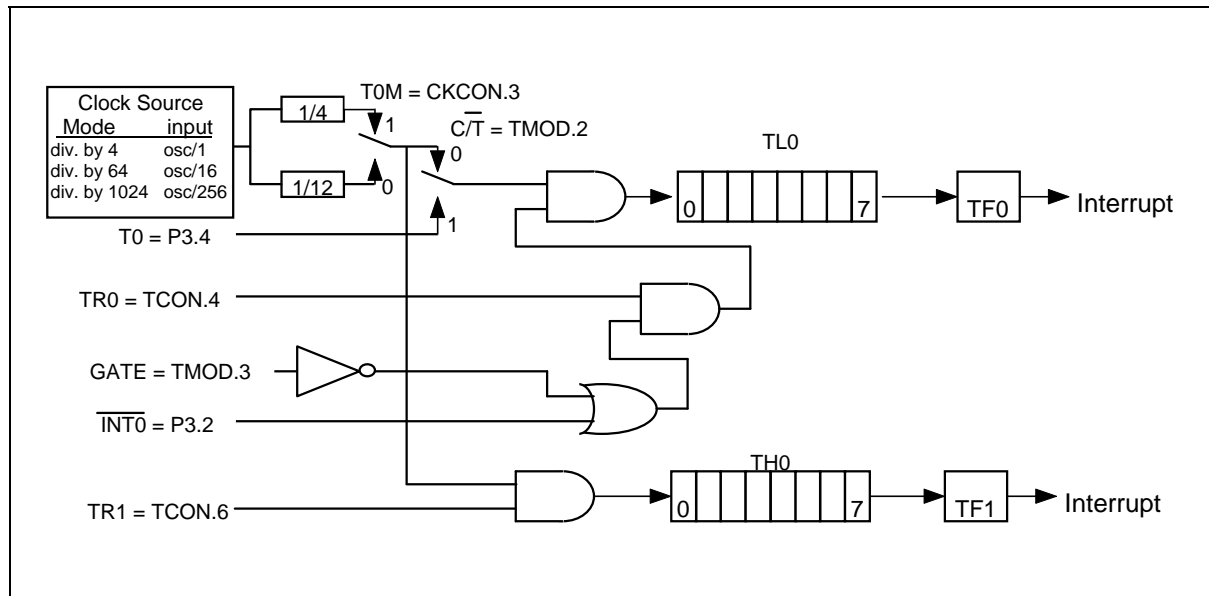 Clock Source
Mode input
div. by 4 osc/1
div. by 64 osc/16
div. by 1024 osc/256
1/4
1/12
T0M = CKCON.3
1
0
C/T = TMOD.2
0
1
T0 = P3.4
TL0
0 7
TF0
Interrupt
TR0 = TCON.4
GATE = TMOD.3
INT0 = P3.2
TR1 = TCON.6
TH0
0 7
TF1
Interrupt